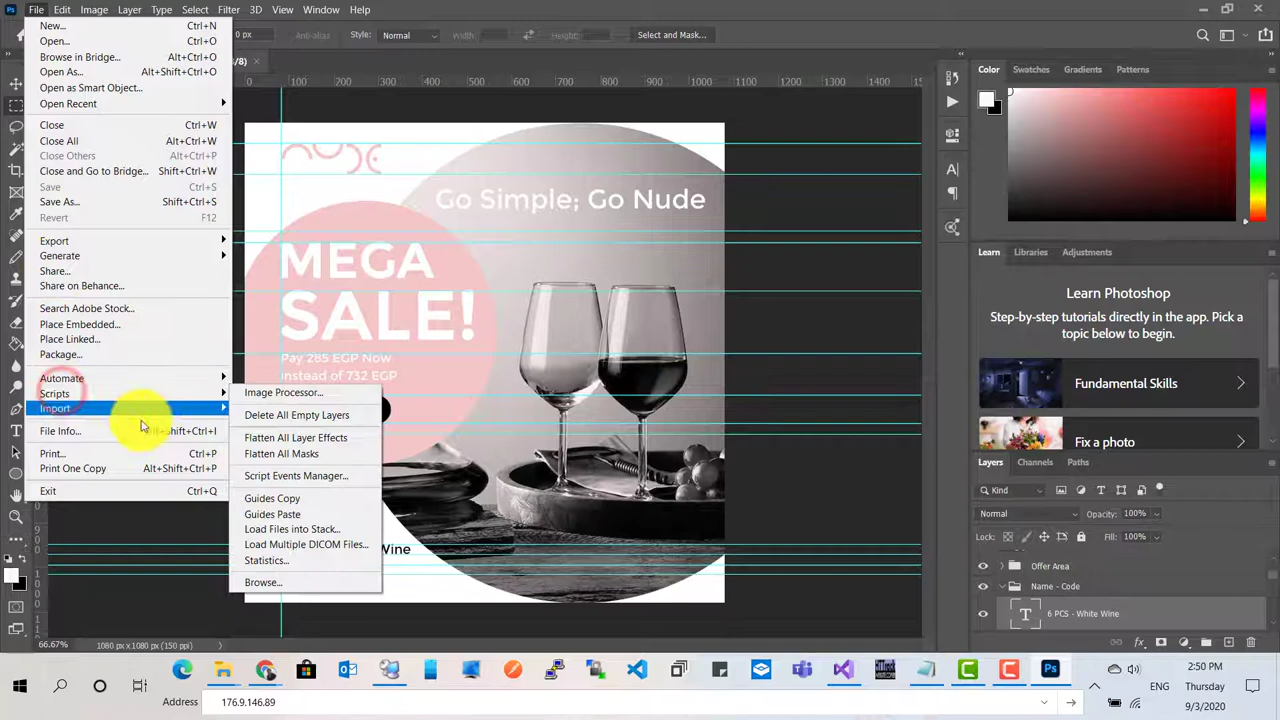 File Edit Image Layer Type Select Filter 3D View Window Help
0 px Anti-alias Style: Normal Width: Height: Select and Mask...
/8)
0 100 200 300 400 500 600 700 800 900 1000 1100 1200 1300 1400
New... Ctrl+N
Open... Ctrl+O
Browse in Bridge... Alt+Ctrl+O
Open As... Alt+Shift+Ctrl+O
Open as Smart Object...
Open Recent
Close Ctrl+W
Close All Alt+Ctrl+W
Close Others Alt+Ctrl+P
Close and Go to Bridge... Shift+Ctrl+W
Save Ctrl+S
Save As... Shift+Ctrl+S
Revert F12
Export
Generate
Share...
Share on Behance...
Search Adobe Stock...
Place Embedded...
Place Linked...
Package...
Automate
Scripts
Import
File Info... Alt+Shift+Ctrl+I
Print... Ctrl+P
Print One Copy Alt+Shift+Ctrl+P
Exit Ctrl+Q
Image Processor...
Delete All Empty Layers
Flatten All Layer Effects
Flatten All Masks
Script Events Manager...
Guides Copy
Guides Paste
Load Files into Stack...
Load Multiple DICOM Files...
Statistics...
Browse...
Go Simple; Go Nude
MEGA
SALE!
Pay 285 EGP Now
instead of 732 EGP
Wine
Color Swatches Gradients Patterns
Learn Libraries Adjustments
Learn Photoshop
Step-by-step tutorials directly in the app. Pick a
topic below to begin.
Fundamental Skills
Fix a photo
Layers Channels Paths
Kind
Normal Opacity: 100%
Lock: Fill: 100%
Offer Area
Name - Code
6 PCS - White Wine
66.67% 1080 px x 1080 px (150 ppi)
ENG
2:50 PM
Thursday
9/3/2020
Address 176.9.146.89